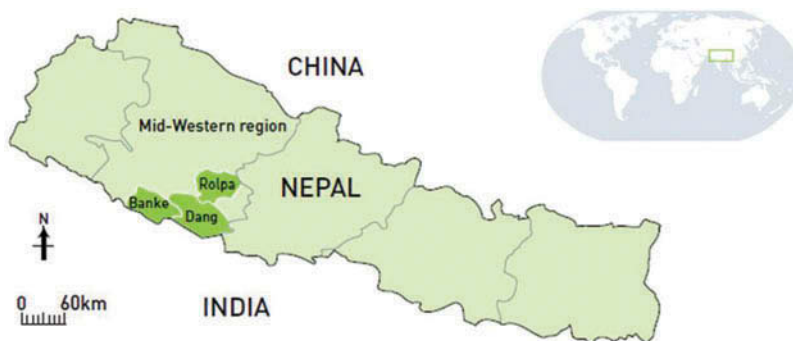 CHINA
Mid-Western region
Rolpa
NEPAL
Banke
Dang
N
0 60km
INDIA